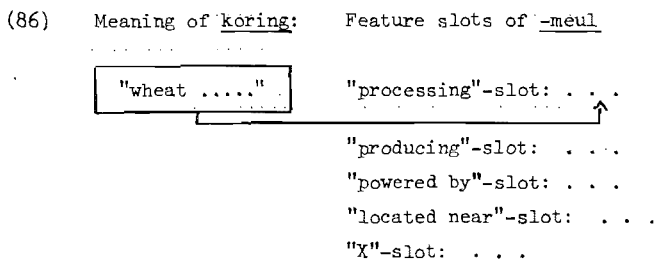 (86) Meaning of koring: Feature slots of -meul
"wheat ....." "processing"-slot: . . .
"producing"-slot: . . .
"powered by"-slot: . . .
"located near"-slot: . . .
"X"-slot: . . .